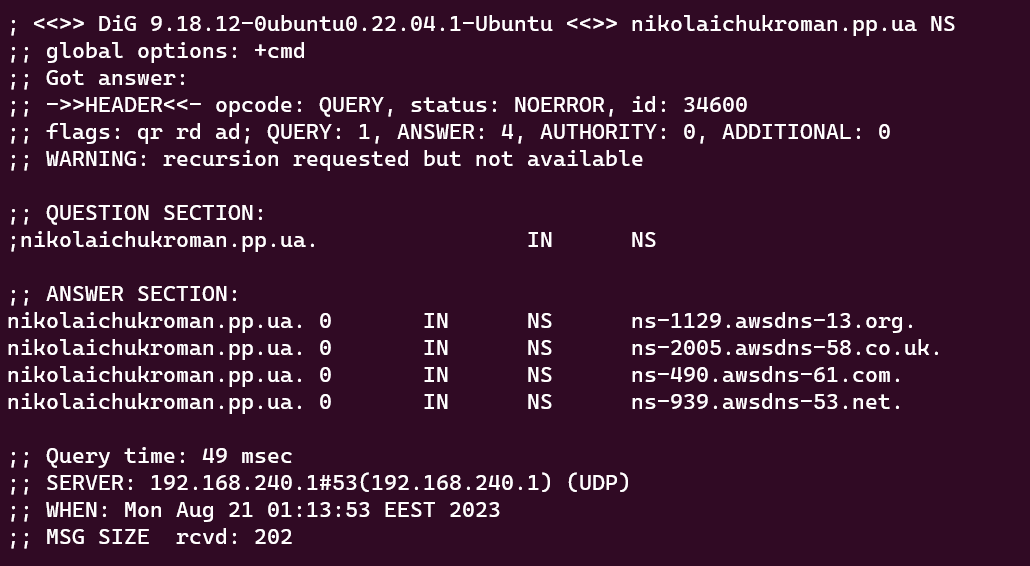 ; <<>> DiG 9.18.12-0ubuntu0.22.04.1-Ubuntu <<>> nikolaichukroman.pp.ua NS
;; global options: +cmd
;; Got answer:
;; ->>HEADER<<- opcode: QUERY, status: NOERROR, id: 34600
;; flags: qr rd ad; QUERY: 1, ANSWER: 4, AUTHORITY: 0, ADDITIONAL: 0
;; WARNING: recursion requested but not available

;; QUESTION SECTION:
;nikolaichukroman.pp.ua.                IN      NS

;; ANSWER SECTION:
nikolaichukroman.pp.ua. 0       IN      NS      ns-1129.awsdns-13.org.
nikolaichukroman.pp.ua. 0       IN      NS      ns-2005.awsdns-58.co.uk.
nikolaichukroman.pp.ua. 0       IN      NS      ns-490.awsdns-61.com.
nikolaichukroman.pp.ua. 0       IN      NS      ns-939.awsdns-53.net.

;; Query time: 49 msec
;; SERVER: 192.168.240.1#53(192.168.240.1) (UDP)
;; WHEN: Mon Aug 21 01:13:53 EEST 2023
;; MSG SIZE  rcvd: 202